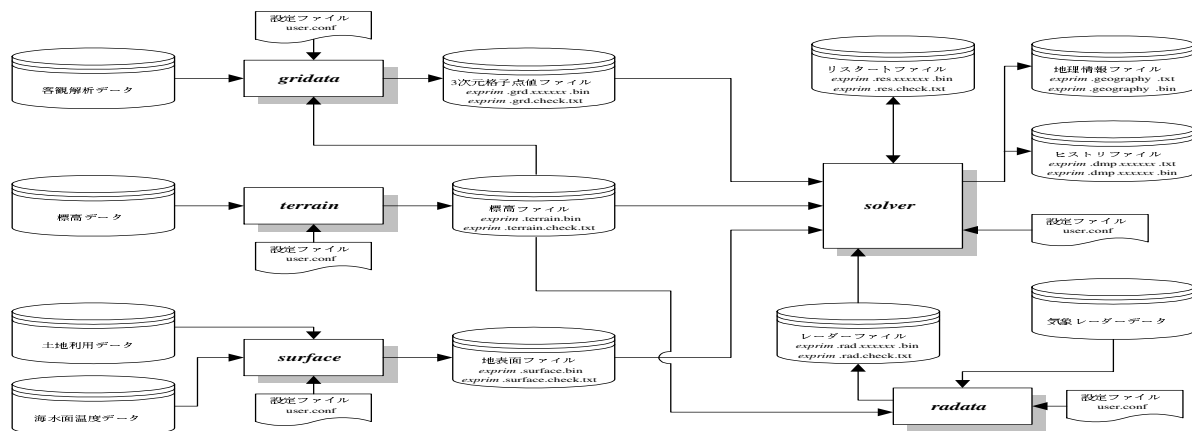 設定ファイル
user.conf
客観解析データ
gridata
3次元格子点値ファイル
exprim .grd.xxxxxx .bin
exprim .grd.check.txt
リスタートファイル
exprim .res.xxxxxx .bin
exprim .res.check.txt
地理情報ファイル
exprim .geography .txt
exprim .geography .bin
ヒストリファイル
exprim .dmp.xxxxxx .txt
exprim .dmp.xxxxxx .bin
標高データ
terrain
設定ファイル
user.conf
標高ファイル
exprim .terrain.bin
exprim .terrain.check.txt
solver
設定ファイル
user.conf
土地利用データ
海水面温度データ
surface
設定ファイル
user.conf
地表面ファイル
exprim .surface.bin
exprim .surface.check.txt
レーダーファイル
exprim .rad.xxxxxx .bin
exprim .rad.check.txt
気象レーダーデータ
radata
設定ファイル
user.conf